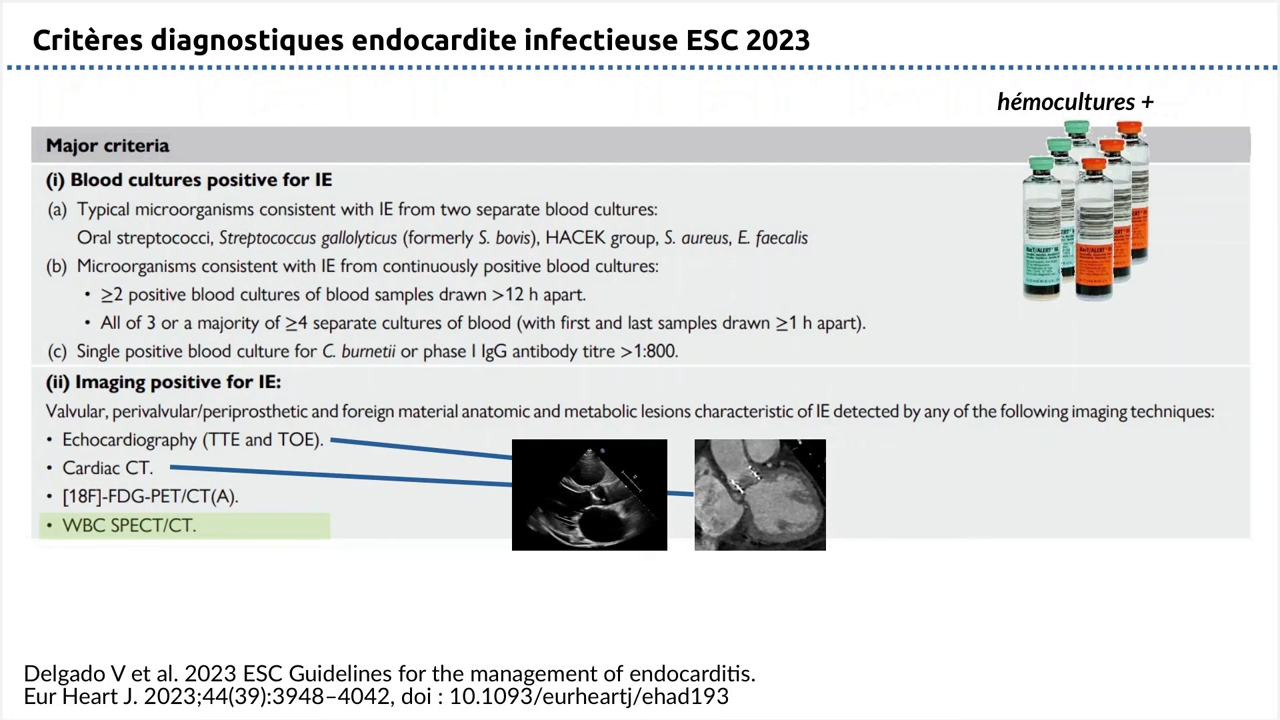 Critères diagnostiques endocardite infectieuse ESC 2023
hémocultures +
Major criteria
(i) Blood cultures positive for IE
(a) Typical microorganisms consistent with IE from two separate blood cultures:
Oral streptococci, Streptococcus gallolyticus (formerly S. bovis), HACEK group, S. aureus, E. faecalis
(b) Microorganisms consistent with IE from continuously positive blood cultures:
• ≥2 positive blood cultures of blood samples drawn >12 h apart.
• All of 3 or a majority of ≥4 separate cultures of blood (with first and last samples drawn ≥1 h apart).
(c) Single positive blood culture for C. burnetii or phase I IgG antibody titre >1:800.
(ii) Imaging positive for IE:
Valvular, perivalvular/periprosthetic and foreign material anatomic and metabolic lesions characteristic of IE detected by any of the following imaging techniques:
• Echocardiography (TTE and TOE).
• Cardiac CT.
• [18F]-FDG-PET/CT(A).
• WBC SPECT/CT.
Delgado V et al. 2023 ESC Guidelines for the management of endocarditis.
Eur Heart J. 2023;44(39):3948–4042, doi : 10.1093/eurheartj/ehad193